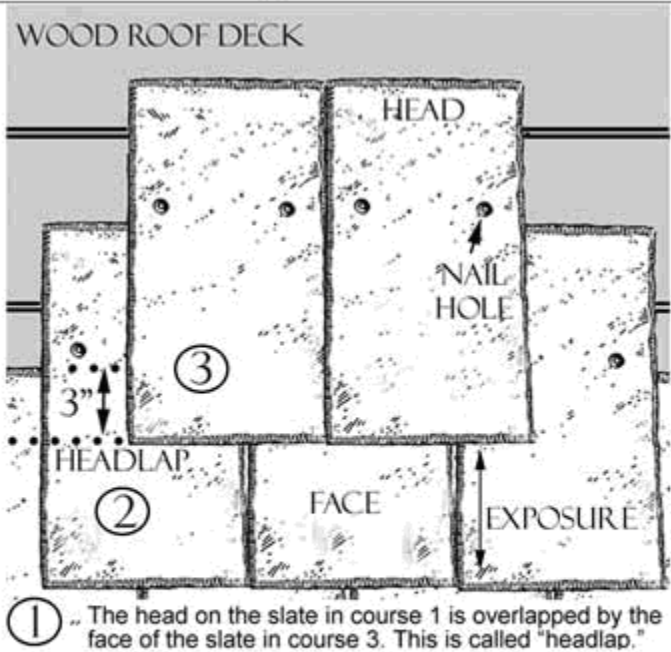 WOOD ROOF DECK
HEAD
NAIL
HOLE
3
3"
HEADLAP
2
FACE
EXPOSURE
1 .. The head on the slate in course 1 is overlapped by the
face of the slate in course 3. This is called "headlap."